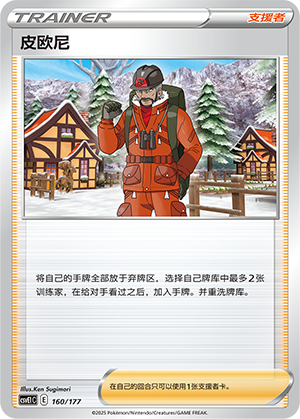 TRAINER
支援者
皮欧尼
将自己的手牌全部放于弃牌区，选择自己牌库中最多2张
训练家，在给对手看过之后，加入手牌。并重洗牌库。
Illus.Ken Sugimori
E 160/177
在自己的回合只可以使用1张支援者卡。
©2025 Pokémon/Nintendo/Creatures/GAME FREAK.